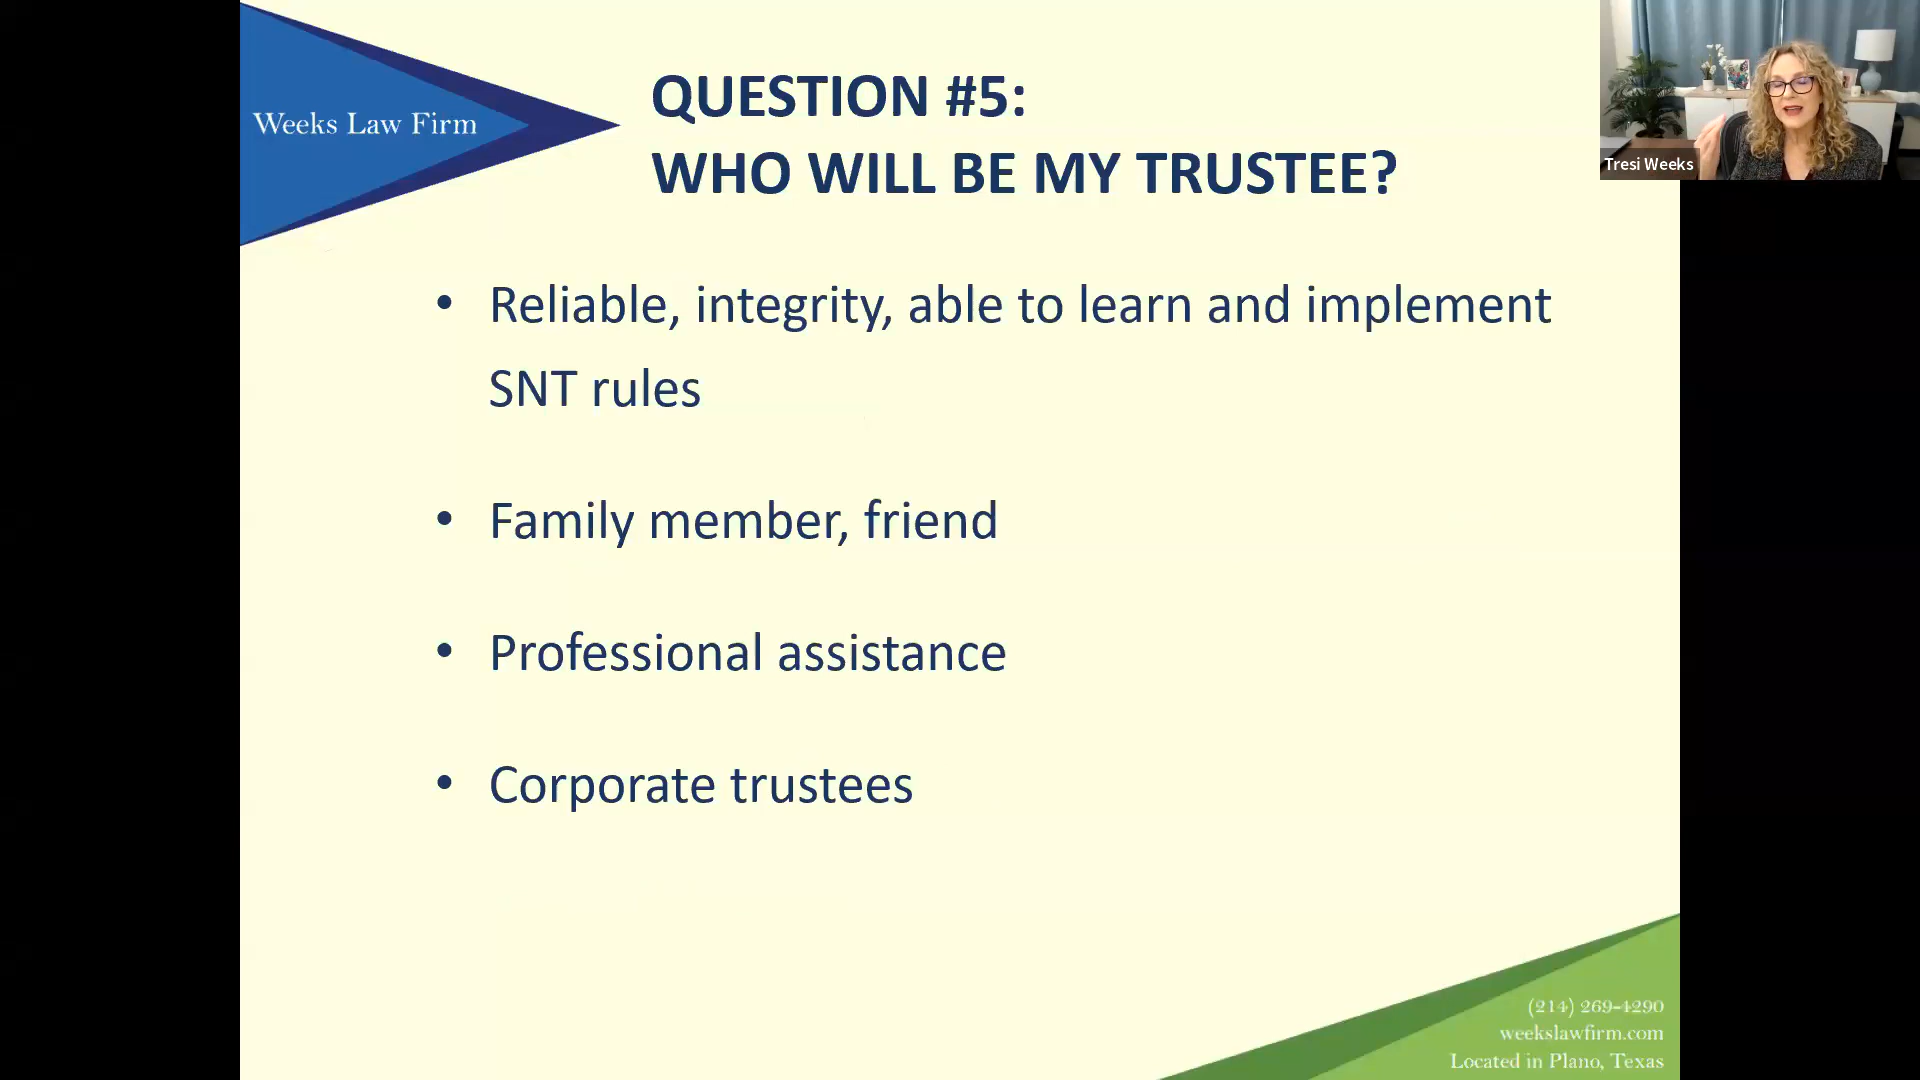 Weeks Law Firm
QUESTION #5:
WHO WILL BE MY TRUSTEE?
Tresi Weeks
• Reliable, integrity, able to learn and implement
SNT rules
• Family member, friend
• Professional assistance
• Corporate trustees
(214) 269-4290
weekslawfirm.com
Located in Plano, Texas